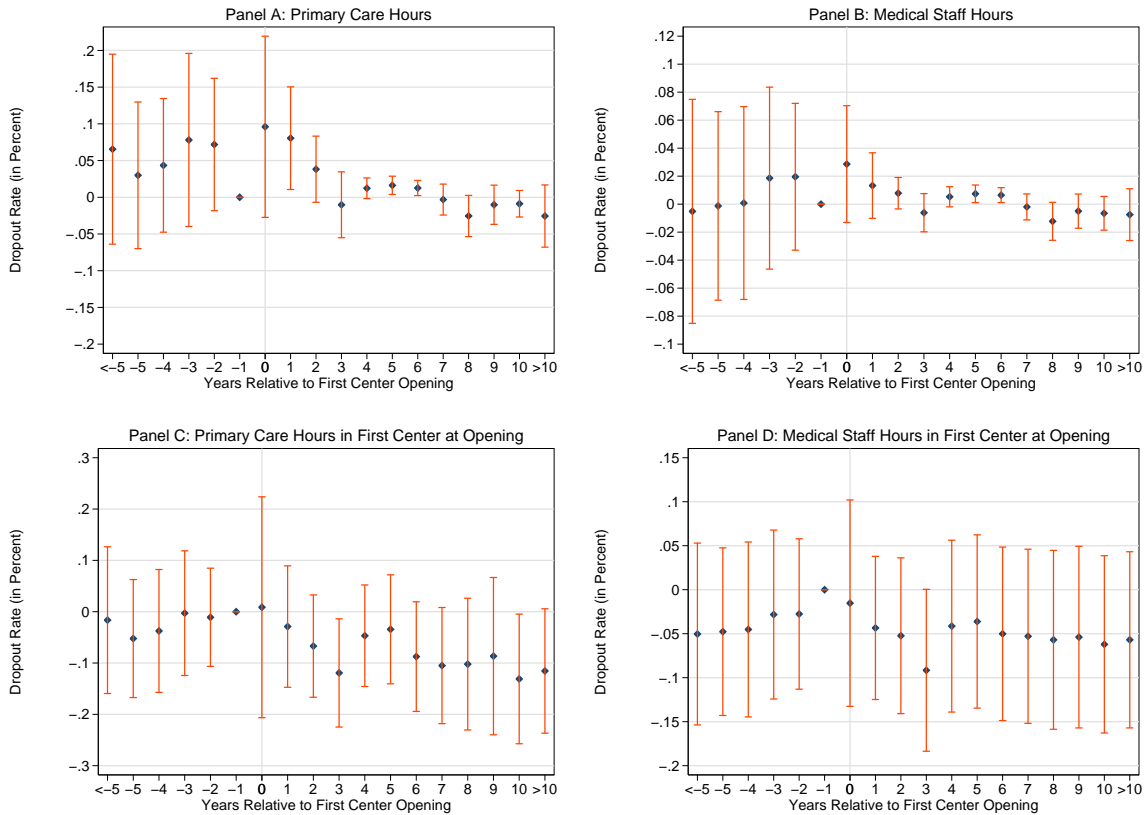 Panel A: Primary Care Hours
Dropout Rate (in Percent)
.2
.15
.1
.05
0
−.05
−.1
−.15
−.2
<−5 −5 −4 −3 −2 −1 0 1 2 3 4 5 6 7 8 9 10 >10
Years Relative to First Center Opening
Panel B: Medical Staff Hours
Dropout Rate (in Percent)
.12
.1
.08
.06
.04
.02
0
−.02
−.04
−.06
−.08
−.1
<−5 −5 −4 −3 −2 −1 0 1 2 3 4 5 6 7 8 9 10 >10
Years Relative to First Center Opening
Panel C: Primary Care Hours in First Center at Opening
Dropout Rate (in Percent)
.3
.2
.1
0
−.1
−.2
−.3
<−5 −5 −4 −3 −2 −1 0 1 2 3 4 5 6 7 8 9 10 >10
Years Relative to First Center Opening
Panel D: Medical Staff Hours in First Center at Opening
Dropout Rate (in Percent)
.15
.1
.05
0
−.05
−.1
−.15
−.2
<−5 −5 −4 −3 −2 −1 0 1 2 3 4 5 6 7 8 9 10 >10
Years Relative to First Center Opening